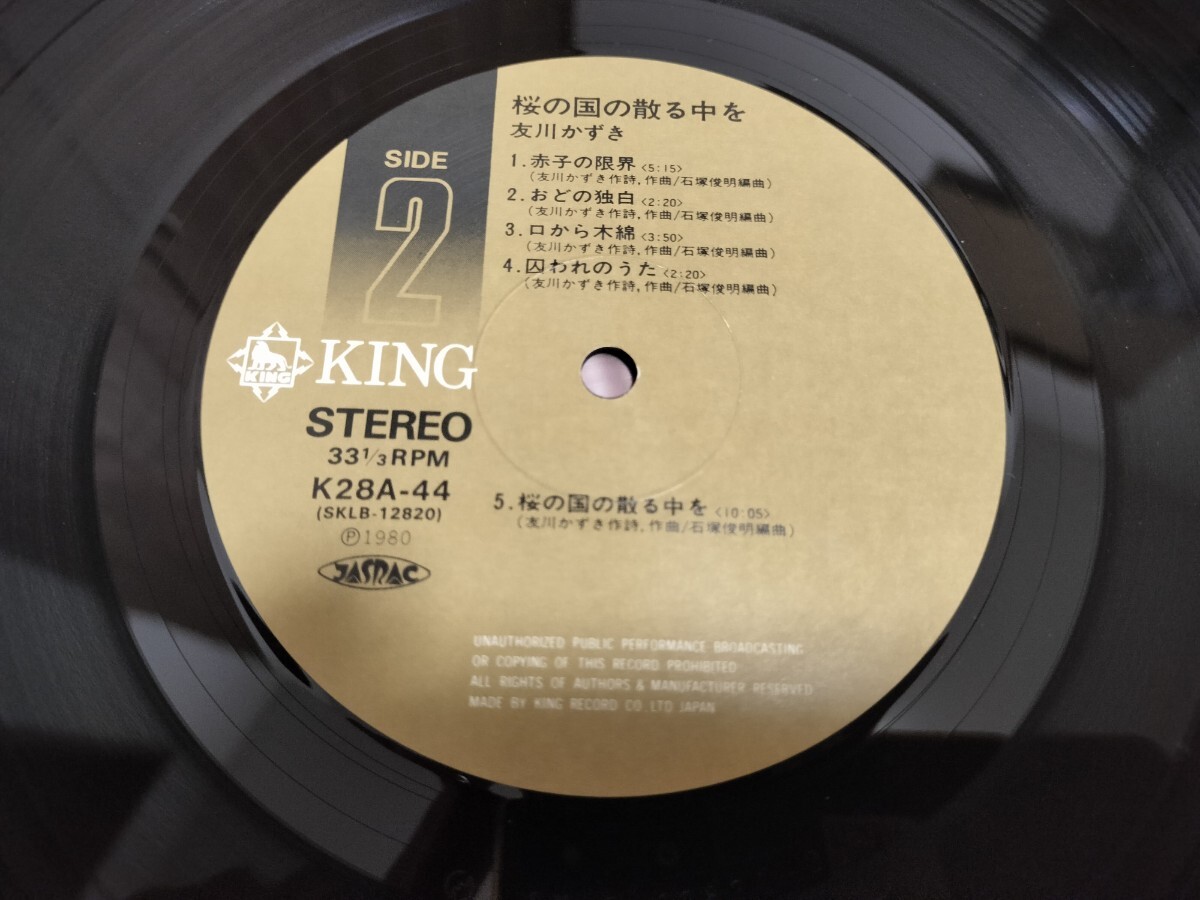 桜の国の散る中を
友川かずき
SIDE
2
1.赤子の限界 <5:15>
(友川かずき作詩,作曲/石塚俊明編曲)
2.おどの独白 <2:20>
(友川かずき作詩,作曲/石塚俊明編曲)
3.口から木綿 <3:50>
(友川かずき作詩,作曲/石塚俊明編曲)
4.囚われのうた <2:20>
(友川かずき作詩,作曲/石塚俊明編曲)
KING
KING
STEREO
33 1/3 RPM
K28A-44
(SKLB-12820)
Ⓟ1980
JASRAC
5.桜の国の散る中を <10:05>
(友川かずき作詩,作曲/石塚俊明編曲)
UNAUTHORIZED PUBLIC PERFORMANCE BROADCASTING
OR COPYING OF THIS RECORD PROHIBITED
ALL RIGHTS OF AUTHORS & MANUFACTURER RESERVED
MADE BY KING RECORD CO. LTD JAPAN